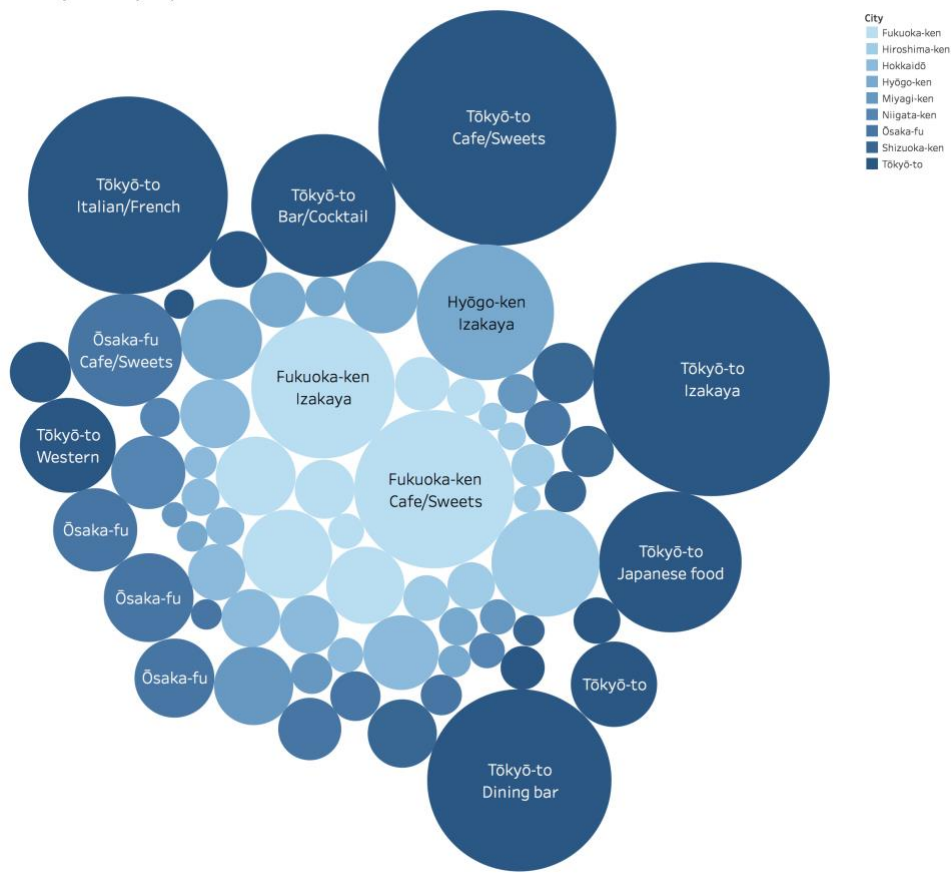 City
Fukuoka-ken
Hiroshima-ken
Hokkaidō
Hyōgo-ken
Miyagi-ken
Niigata-ken
Ōsaka-fu
Shizuoka-ken
Tōkyō-to
Tōkyō-to
Cafe/Sweets
Tōkyō-to
Italian/French
Tōkyō-to
Bar/Cocktail
Hyōgo-ken
Izakaya
Ōsaka-fu
Cafe/Sweets
Fukuoka-ken
Izakaya
Tōkyō-to
Izakaya
Tōkyō-to
Western
Fukuoka-ken
Cafe/Sweets
Ōsaka-fu
Tōkyō-to
Japanese food
Ōsaka-fu
Ōsaka-fu
Tōkyō-to
Tōkyō-to
Dining bar